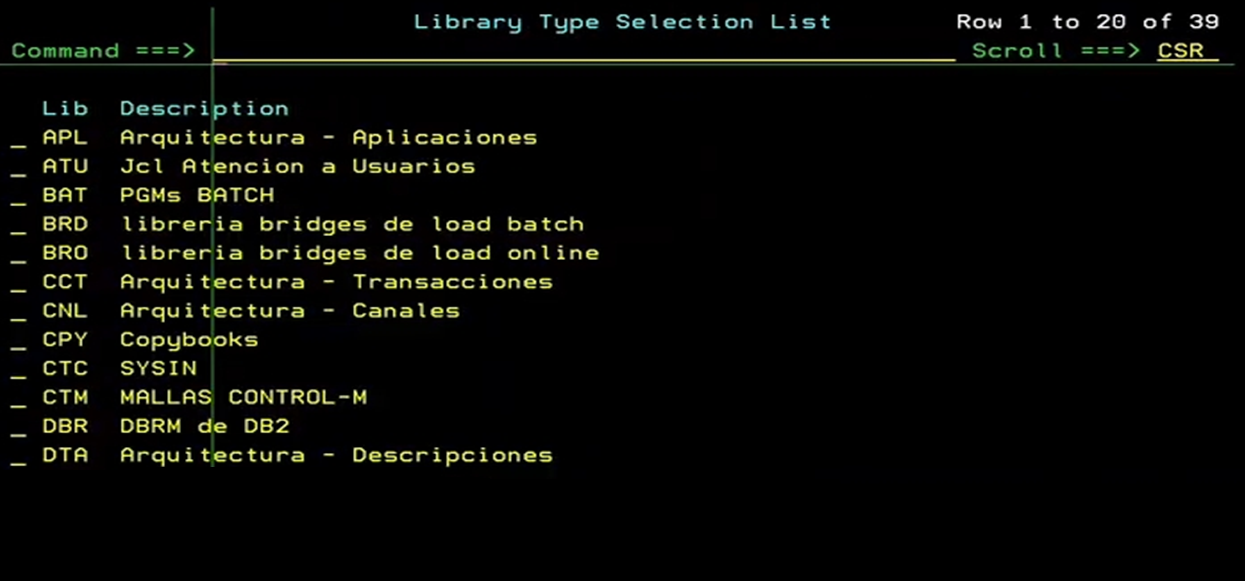 Library Type Selection List Row 1 to 20 of 39
Command ===> Scroll ===> CSR
Lib Description
_ APL Arquitectura - Aplicaciones
_ ATU Jcl Atencion a Usuarios
_ BAT PGMs BATCH
_ BRD libreria bridges de load batch
_ BRO libreria bridges de load online
_ CCT Arquitectura - Transacciones
_ CNL Arquitectura - Canales
_ CPY Copybooks
_ CTC SYSIN
_ CTM MALLAS CONTROL-M
_ DBR DBRM de DB2
_ DTA Arquitectura - Descripciones